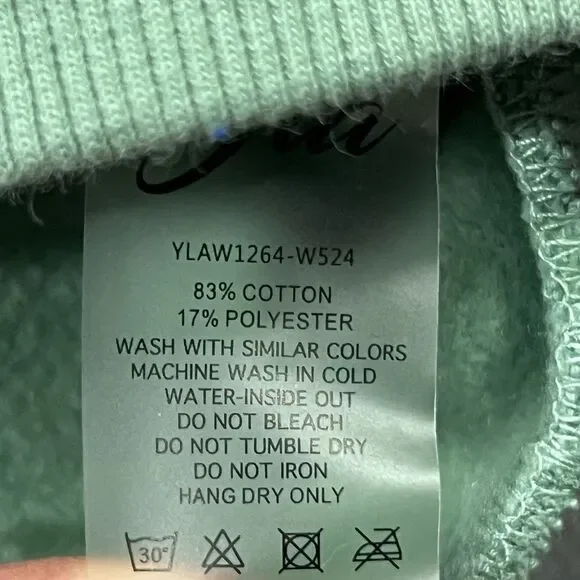 YLAW1264-W524
83% COTTON
17% POLYESTER
WASH WITH SIMILAR COLORS
MACHINE WASH IN COLD
WATER-INSIDE OUT
DO NOT BLEACH
DO NOT TUMBLE DRY
DO NOT IRON
HANG DRY ONLY
30°